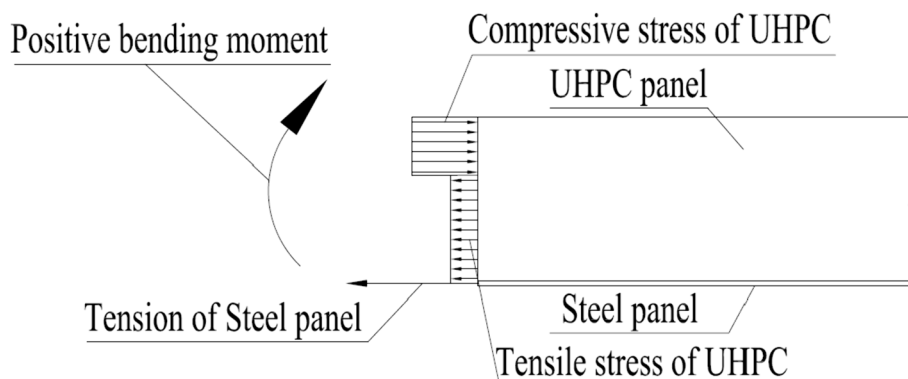 Positive bending moment
Compressive stress of UHPC
UHPC panel
Tension of Steel panel
Steel panel
Tensile stress of UHPC